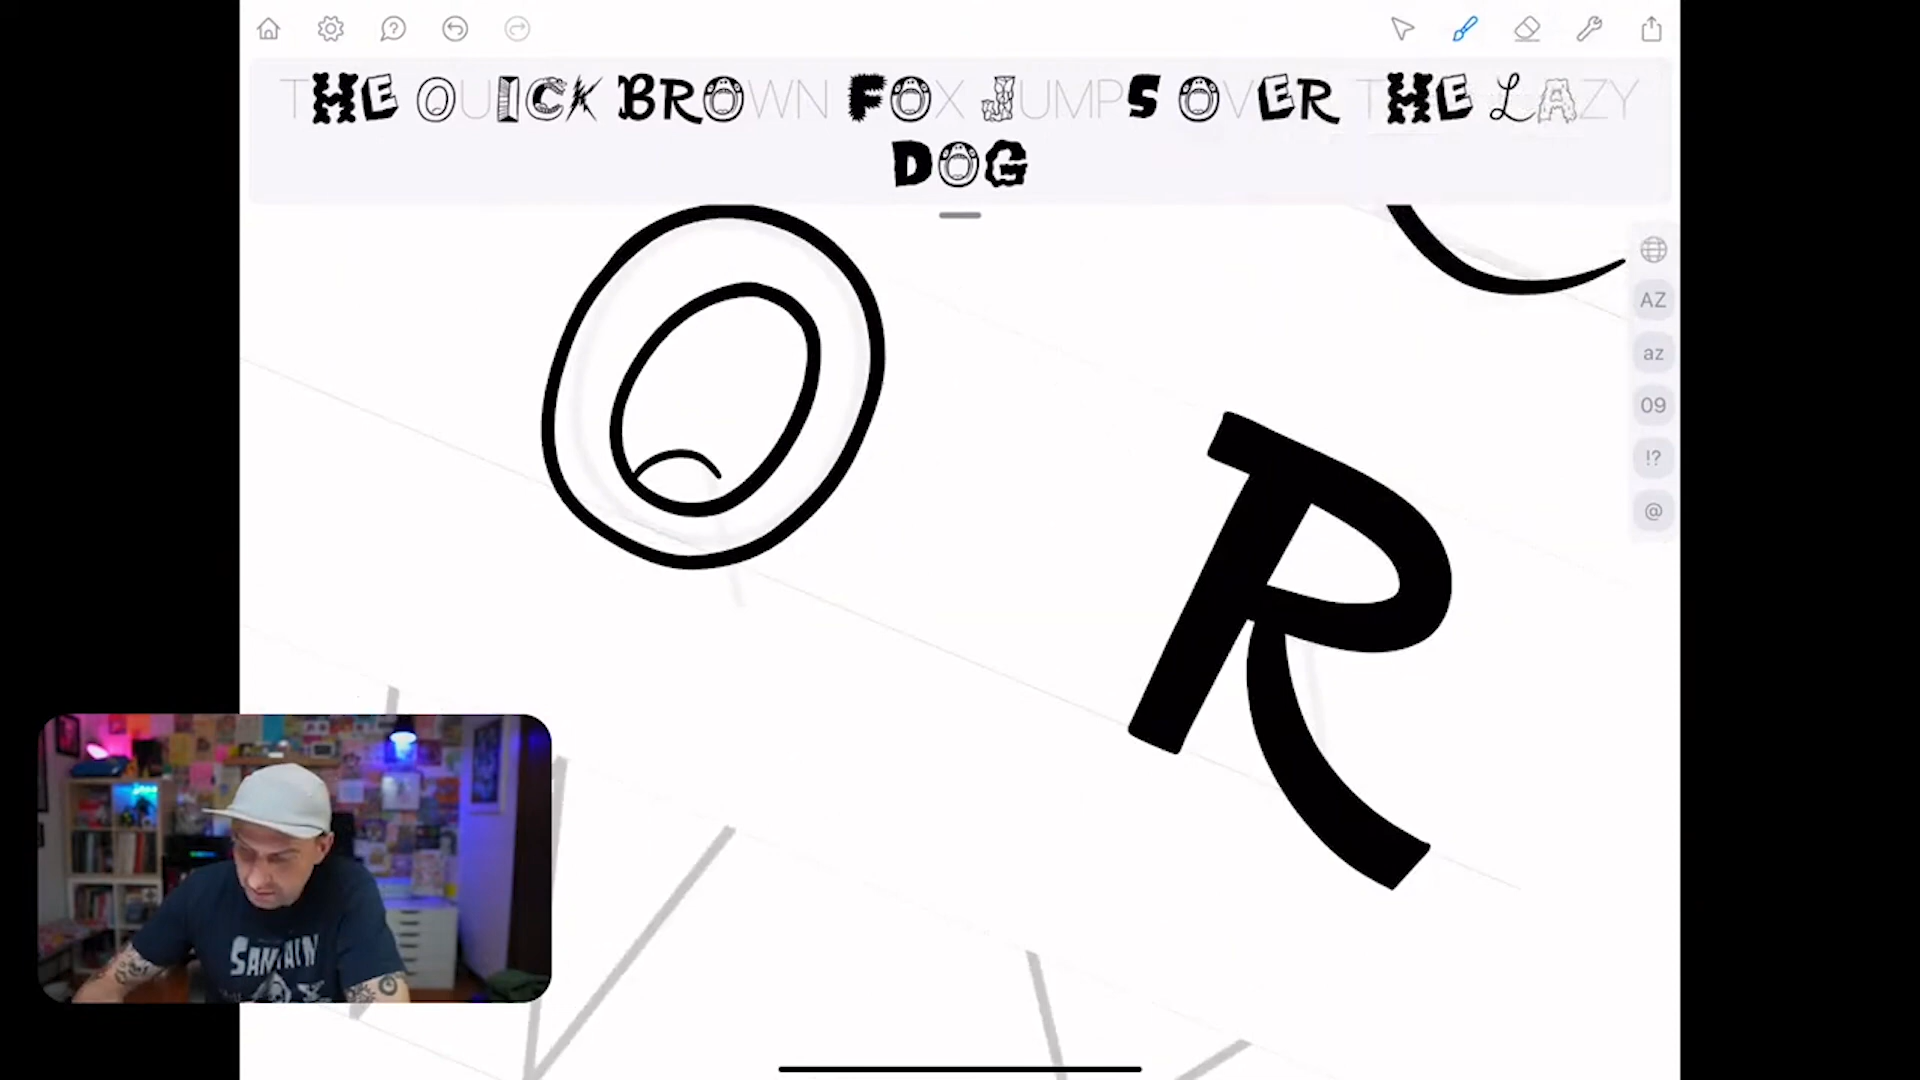 THE QUICK BROWN FOX JUMPS OVER THE LAZY
DOG
O
R
AZ
az
09
!?
@